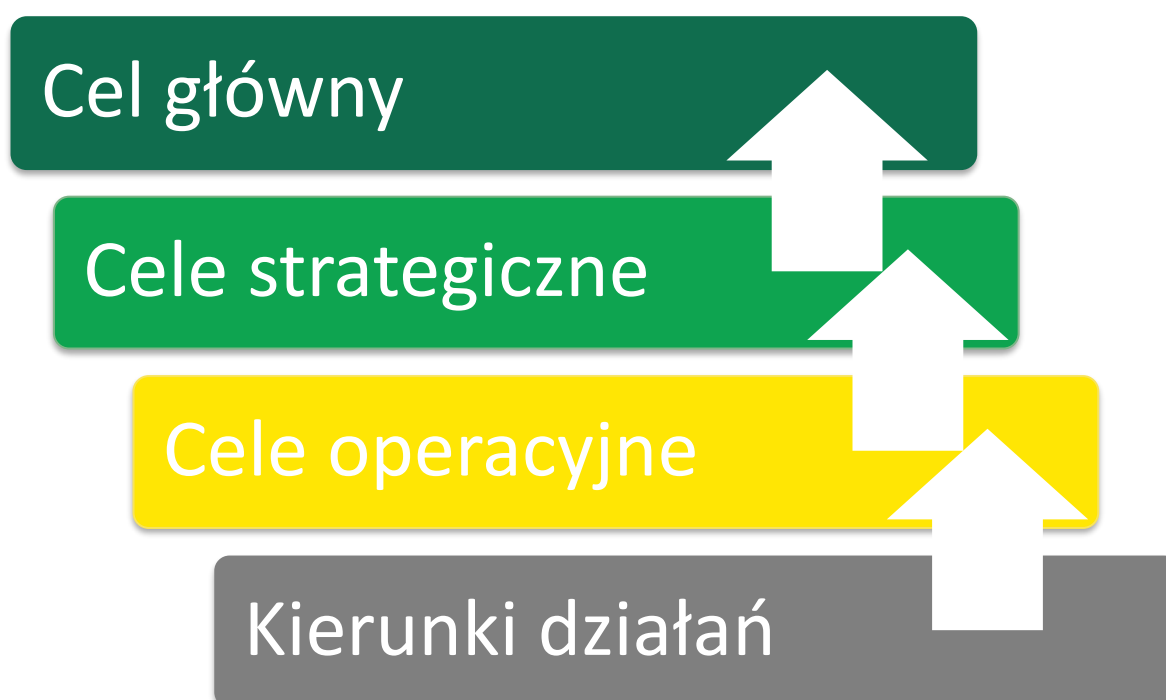 Cel główny
Cele strategiczne
Cele operacyjne
Kierunki działań